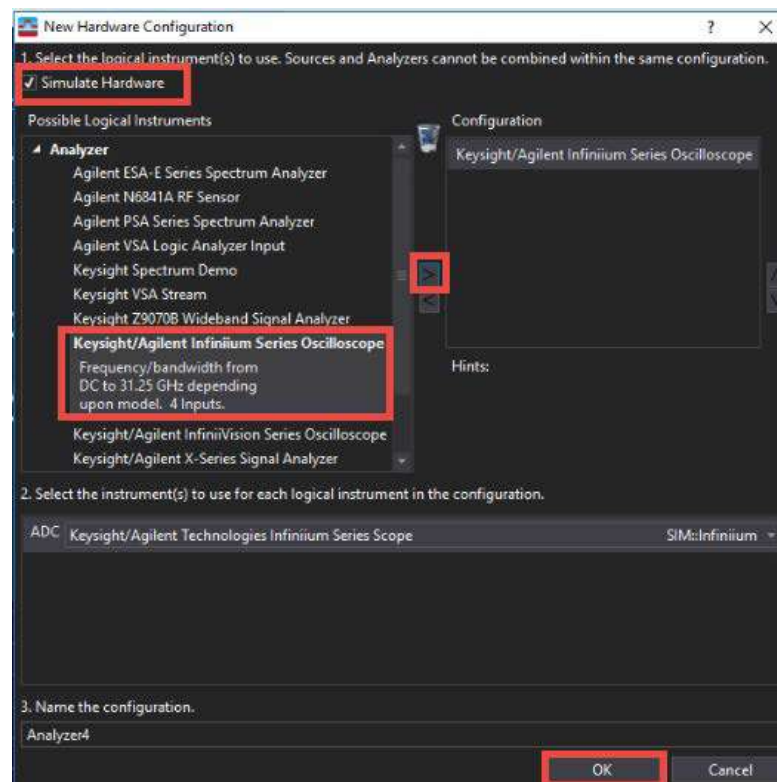 New Hardware Configuration
? X
1. Select the logical instrument(s) to use. Sources and Analyzers cannot be combined within the same configuration.
Simulate Hardware
Possible Logical Instruments
Configuration
Analyzer
Keysight/Agilent Infiniium Series Oscilloscope
Agilent ESA-E Series Spectrum Analyzer
Agilent N6841A RF Sensor
Agilent PSA Series Spectrum Analyzer
Agilent VSA Logic Analyzer Input
Keysight Spectrum Demo
>
Keysight VSA Stream
<
Keysight Z9070B Wideband Signal Analyzer
Keysight/Agilent Infiniium Series Oscilloscope
Frequency/bandwidth from
DC to 31.25 GHz depending
upon model. 4 Inputs.
Hints:
Keysight/Agilent InfiniiVision Series Oscilloscope
Keysight/Agilent X-Series Signal Analyzer
2. Select the instrument(s) to use for each logical instrument in the configuration.
ADC Keysight/Agilent Technologies Infiniium Series Scope SIM::Infiniium
3. Name the configuration.
Analyzer4
OK Cancel